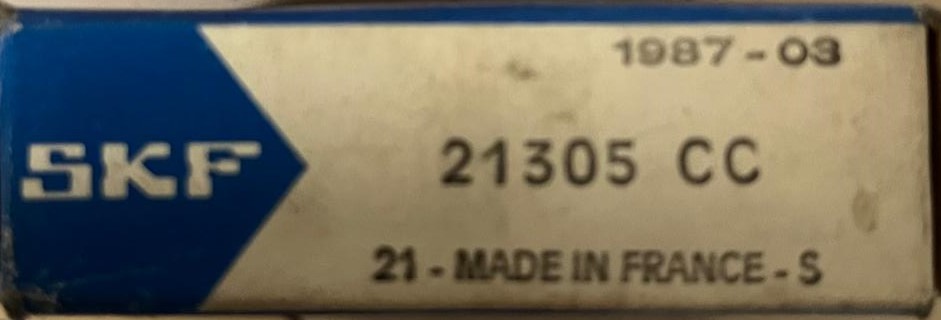 1987-03
SKF
21305 CC
21 - MADE IN FRANCE - S